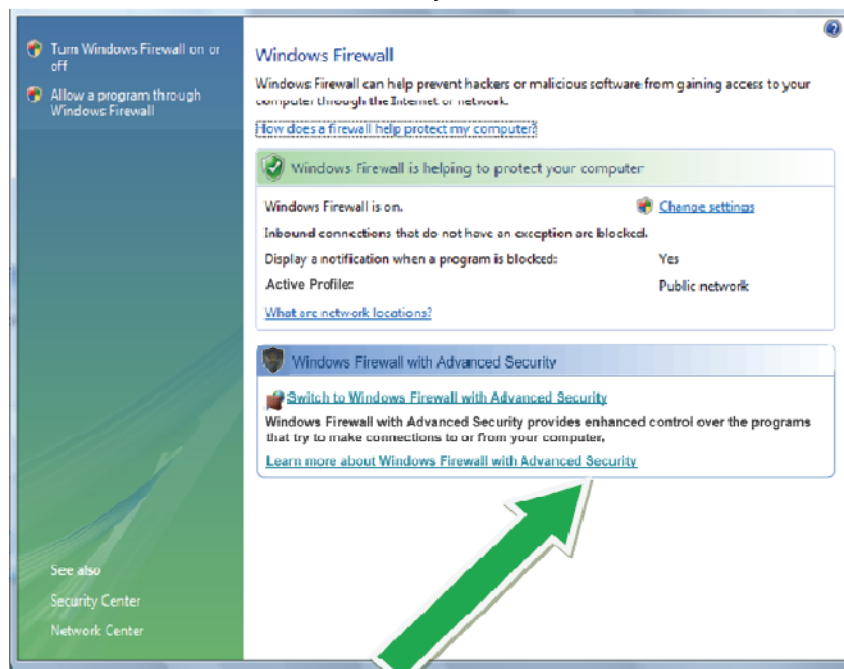 Turn Windows Firewall on or
off
Allow a program through
Windows Firewall
Windows Firewall
Windows Firewall can help prevent hackers or malicious software from gaining access to your
computer through the Internet or network.
How does a firewall help protect my computer?
Windows Firewall is helping to protect your computer
Windows Firewall is on.
Change settings
Inbound connections that do not have an exception are blocked.
Display a notification when a program is blocked:
Yes
Active Profile:
Public network
What are network locations?
Windows Firewall with Advanced Security
Switch to Windows Firewall with Advanced Security
Windows Firewall with Advanced Security provides enhanced control over the programs
that try to make connections to or from your computer.
Learn more about Windows Firewall with Advanced Security
See also
Security Center
Network Center